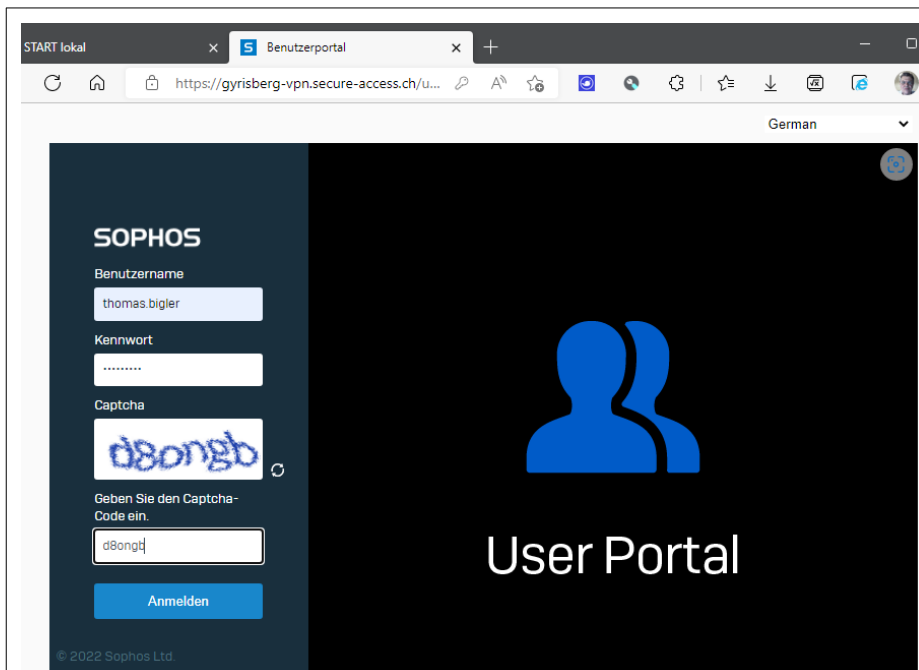 START lokal
Benutzerportal
https://gyrisberg-vpn.secure-access.ch/u...
German
SOPHOS
Benutzername
thomas.bigler
Kennwort
·········
Captcha
d8ongb
Geben Sie den Captcha-
Code ein.
d8ongb
Anmelden
User Portal
© 2022 Sophos Ltd.